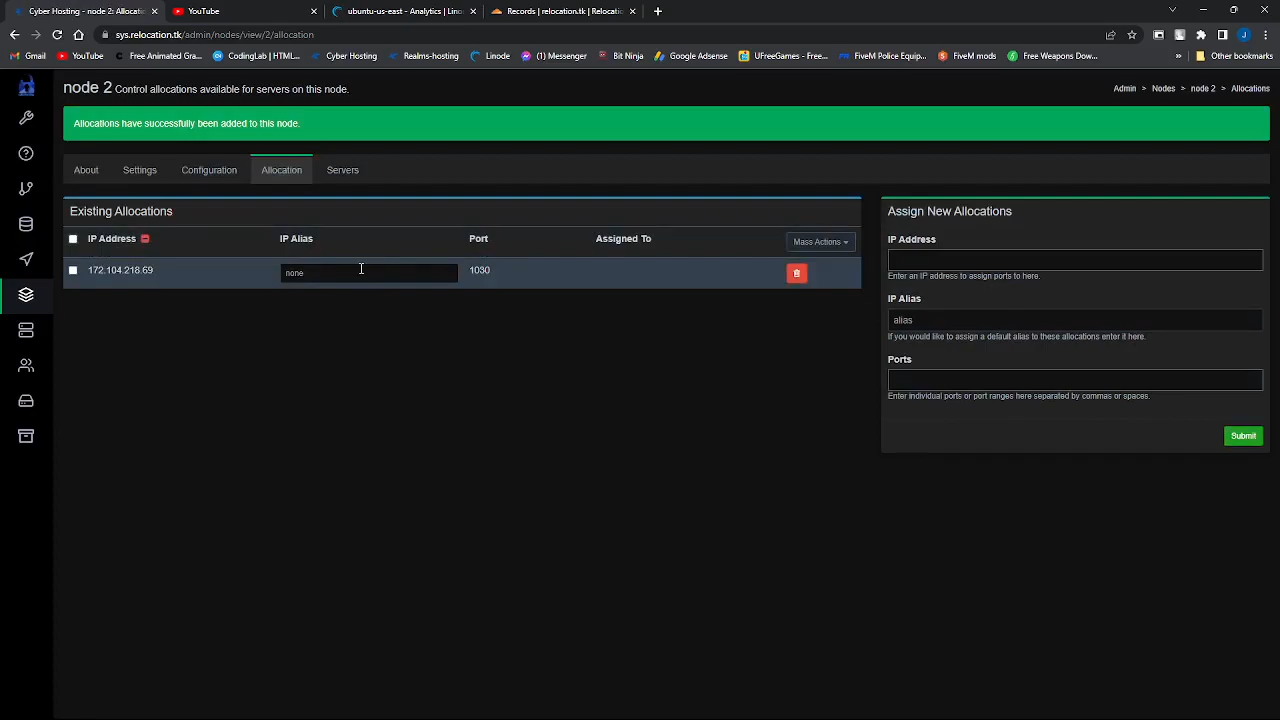 Cyber Hosting - node 2: Allocati
YouTube
ubuntu-us-east - Analytics | Lino
Records | relocation.tk | Relocatio
sys.relocation.tk/admin/nodes/view/2/allocation
Gmail
YouTube
Free Animated Gra...
CodingLab | HTML...
Cyber Hosting
Realms-hosting
Linode
(1) Messenger
Bit Ninja
Google Adsense
UFreeGames - Free...
FiveM Police Equip...
FiveM mods
Free Weapons Dow...
»
Other bookmarks
node 2 Control allocations available for servers on this node.
Admin > Nodes > node 2 > Allocations
Allocations have successfully been added to this node.
About
Settings
Configuration
Allocation
Servers
Existing Allocations
IP Address
IP Alias
Port
Assigned To
Mass Actions
172.104.218.69
none
1030
Assign New Allocations
IP Address
Enter an IP address to assign ports to here.
IP Alias
alias
If you would like to assign a default alias to these allocations enter it here.
Ports
Enter individual ports or port ranges here separated by commas or spaces.
Submit